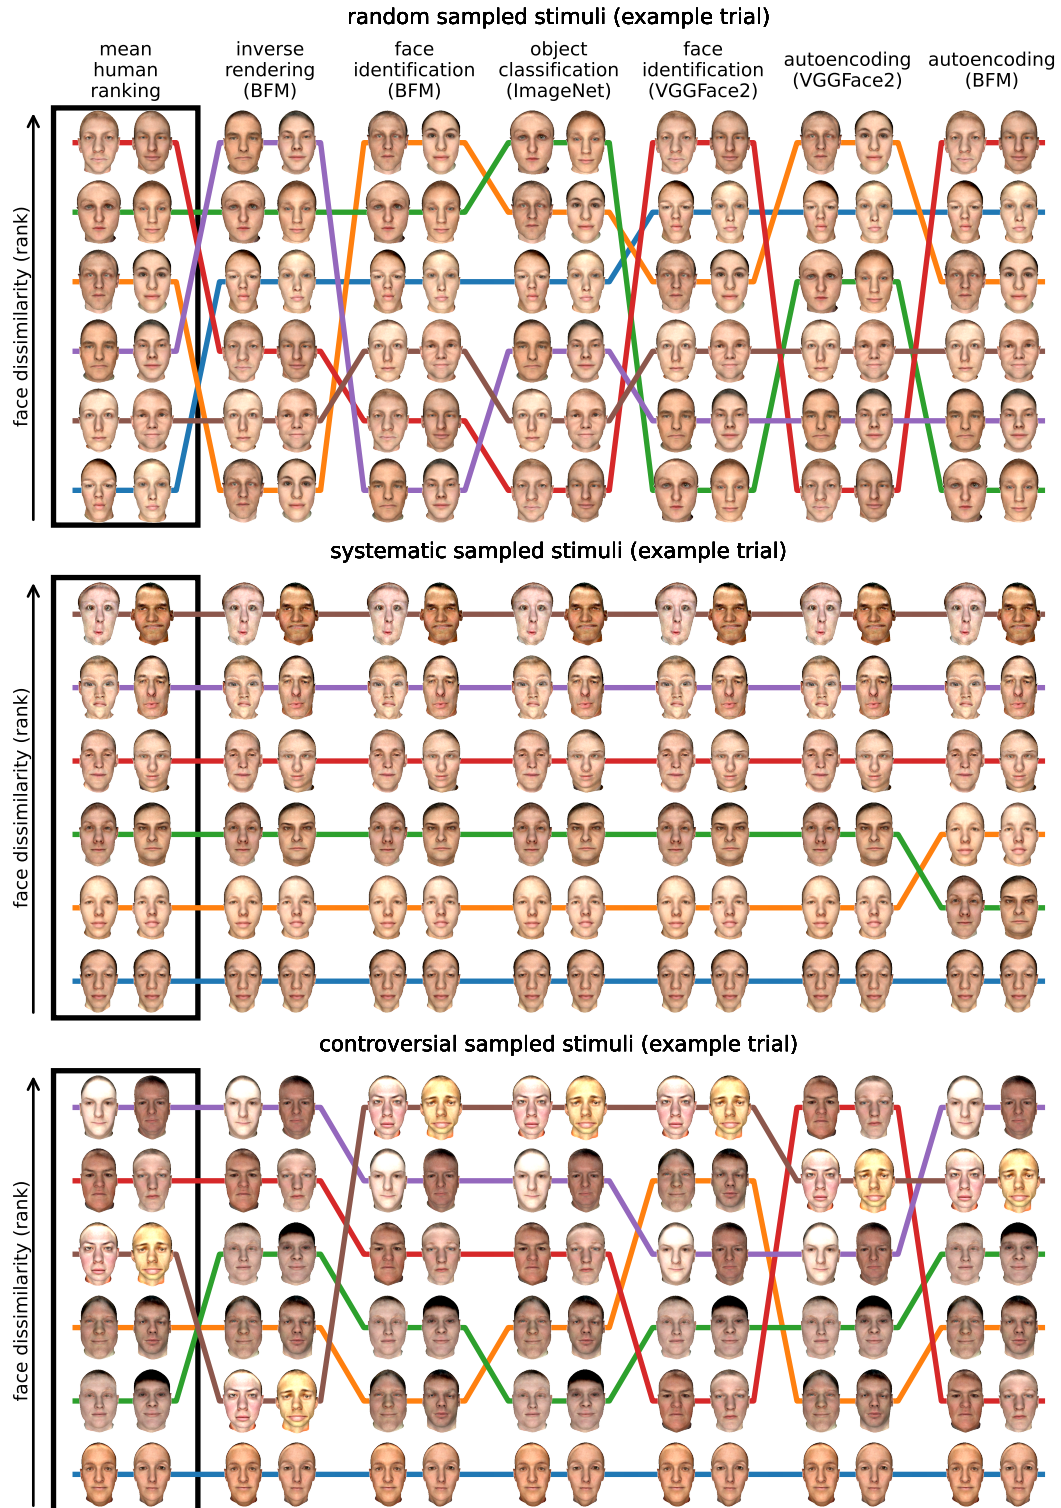 random sampled stimuli (example trial)
mean
human
ranking
inverse
rendering
(BFM)
face
identification
(BFM)
object
classification
(ImageNet)
face
identification
(VGGFace2)
autoencoding
(VGGFace2)
autoencoding
(BFM)
face dissimilarity (rank)
systematic sampled stimuli (example trial)
face dissimilarity (rank)
controversial sampled stimuli (example trial)
face dissimilarity (rank)